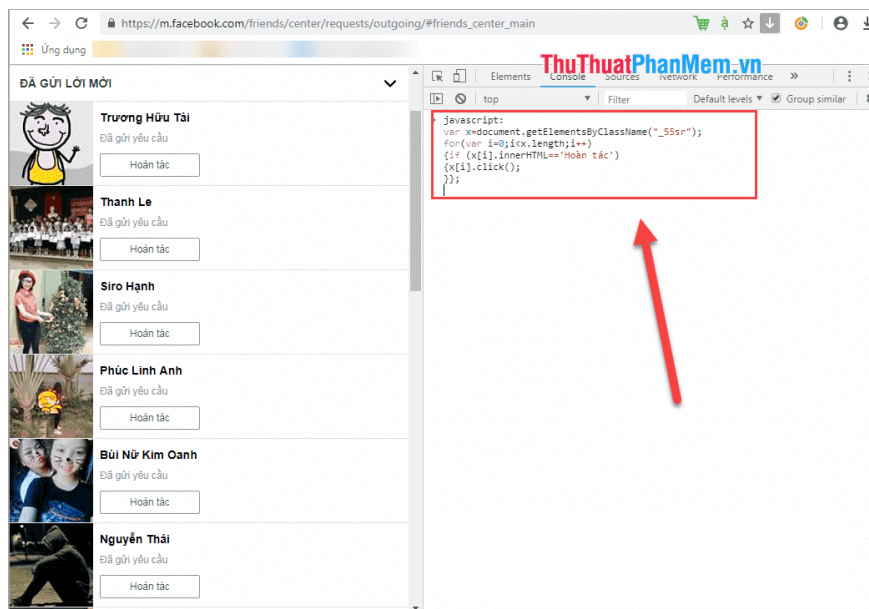 https://m.facebook.com/friends/center/requests/outgoing/#friends_center_main
Ứng dụng
ThuThuatPhanMem.vn
ĐÃ GỬI LỜI MỜI
Trương Hữu Tài
Đã gửi yêu cầu
Hoàn tác
Thanh Le
Đã gửi yêu cầu
Hoàn tác
Siro Hạnh
Đã gửi yêu cầu
Hoàn tác
Phúc Linh Anh
Đã gửi yêu cầu
Hoàn tác
Bùi Nữ Kim Oanh
Đã gửi yêu cầu
Hoàn tác
Nguyễn Thái
Đã gửi yêu cầu
Hoàn tác
Elements Console Sources Network Performance »
top Filter Default levels Group similar
javascript:
var x=document.getElementsByClassName("_55sr");
for(var i=0;i<x.length;i++)
{if (x[i].innerHTML=='Hoàn tác')
{x[i].click();
}};